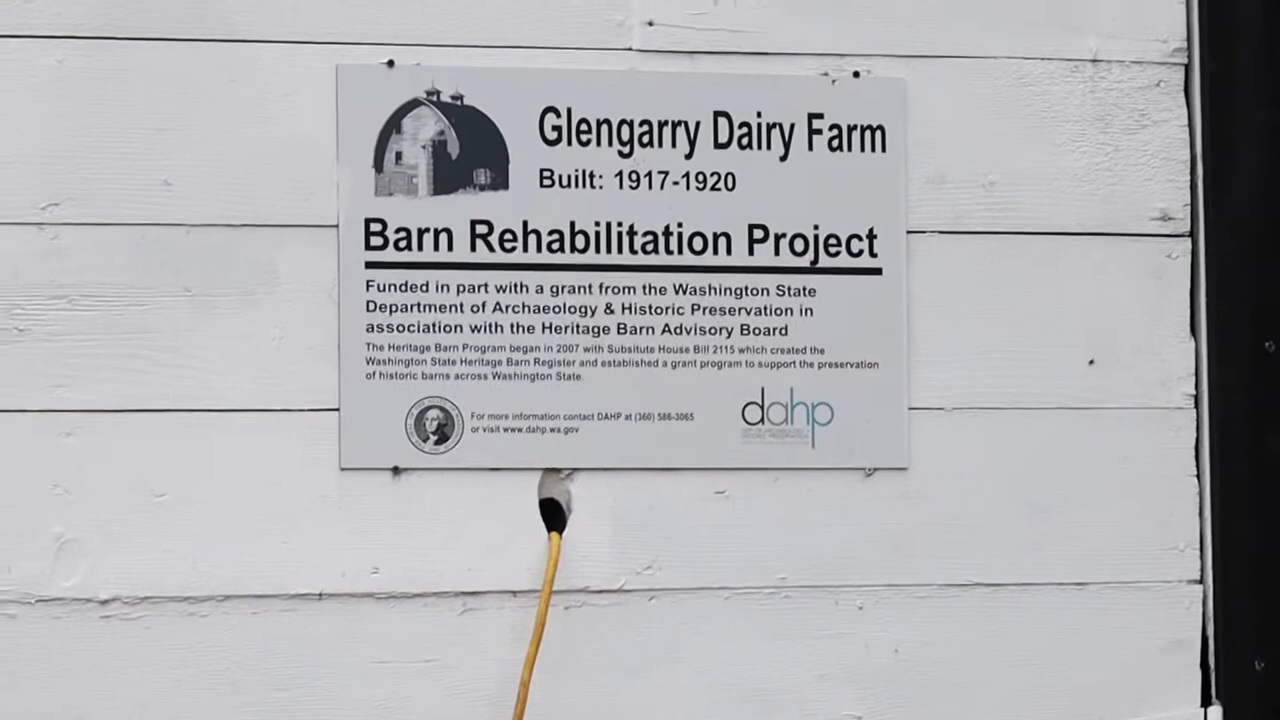 Glengarry Dairy Farm
Built: 1917-1920
Barn Rehabilitation Project
Funded in part with a grant from the Washington State
Department of Archaeology & Historic Preservation in
association with the Heritage Barn Advisory Board
The Heritage Barn Program began in 2007 with Subsitute House Bill 2115 which created the
Washington State Heritage Barn Register and established a grant program to support the preservation
of historic barns across Washington State.
For more information contact DAHP at (360) 586-3065
or visit www.dahp.wa.gov
dahp